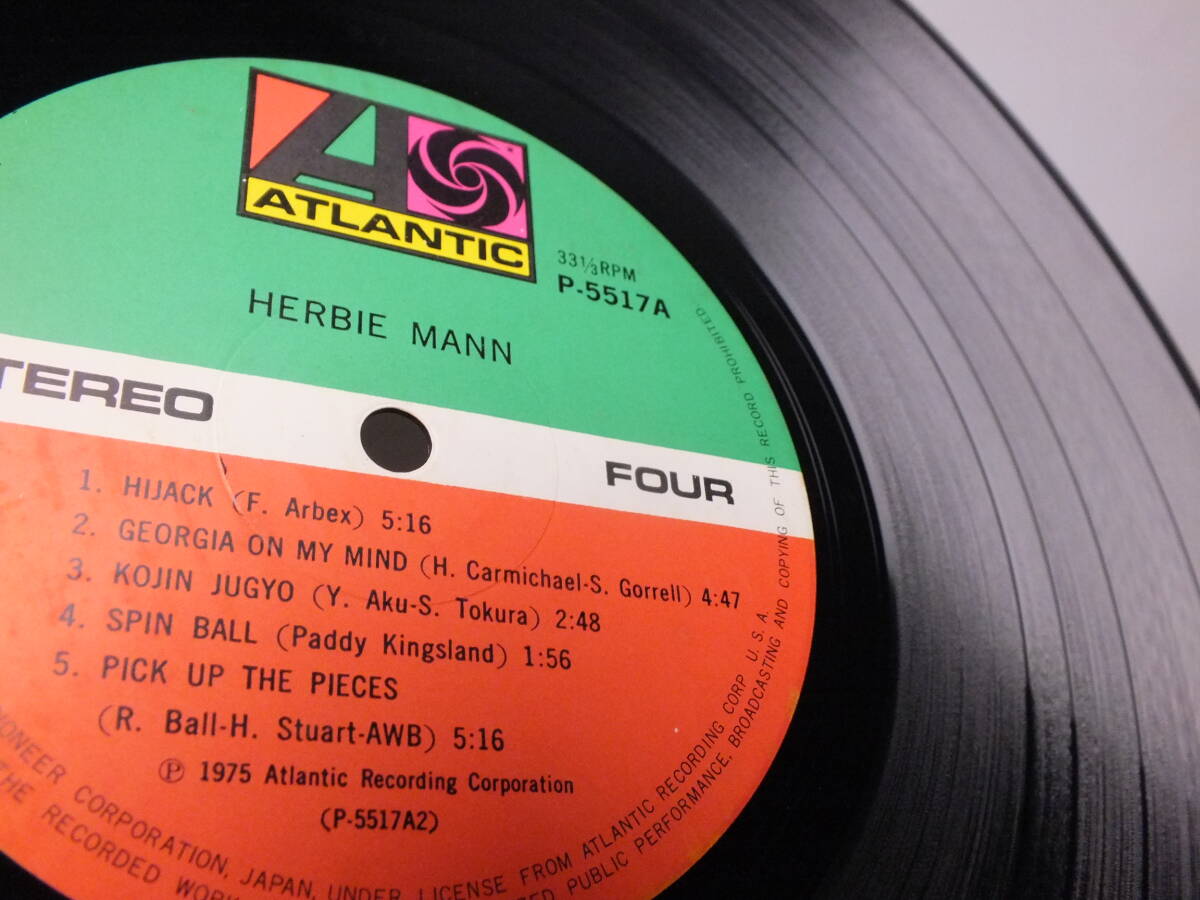 ATLANTIC
33⅓RPM
P-5517A
HERBIE MANN
TEREO
FOUR
1. HIJACK (F. Arbex) 5:16
2. GEORGIA ON MY MIND (H. Carmichael-S. Gorrell) 4:47
3. KOJIN JUGYO (Y. Aku-S. Tokura) 2:48
4. SPIN BALL (Paddy Kingsland) 1:56
5. PICK UP THE PIECES
(R. Ball-H. Stuart-AWB) 5:16
Ⓟ 1975 Atlantic Recording Corporation
(P-5517A2)
CORPORATION, JAPAN, UNDER LICENSE FROM ATLANTIC RECORDING CORP U.S.A.
THE RECORDED PUBLIC PERFORMANCE, BROADCASTING AND COPYING OF THIS RECORD PROHIBITED.